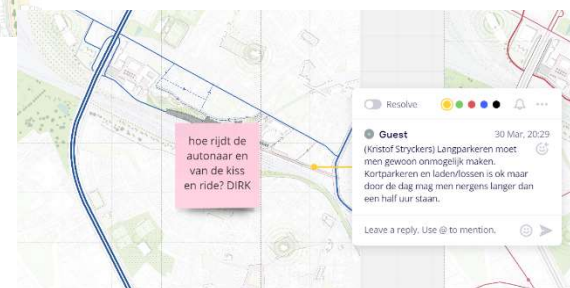 hoe rijdt de
autonaar en
van de kiss
en ride? DIRK
Resolve
Guest
30 Mar, 20:29
(Kristof Stryckers) Langparkeren moet
men gewoon onmogelijk maken.
Kortparkeren en laden/lossen is ok maar
door de dag mag men nergens langer dan
een half uur staan.
Leave a reply. Use @ to mention.